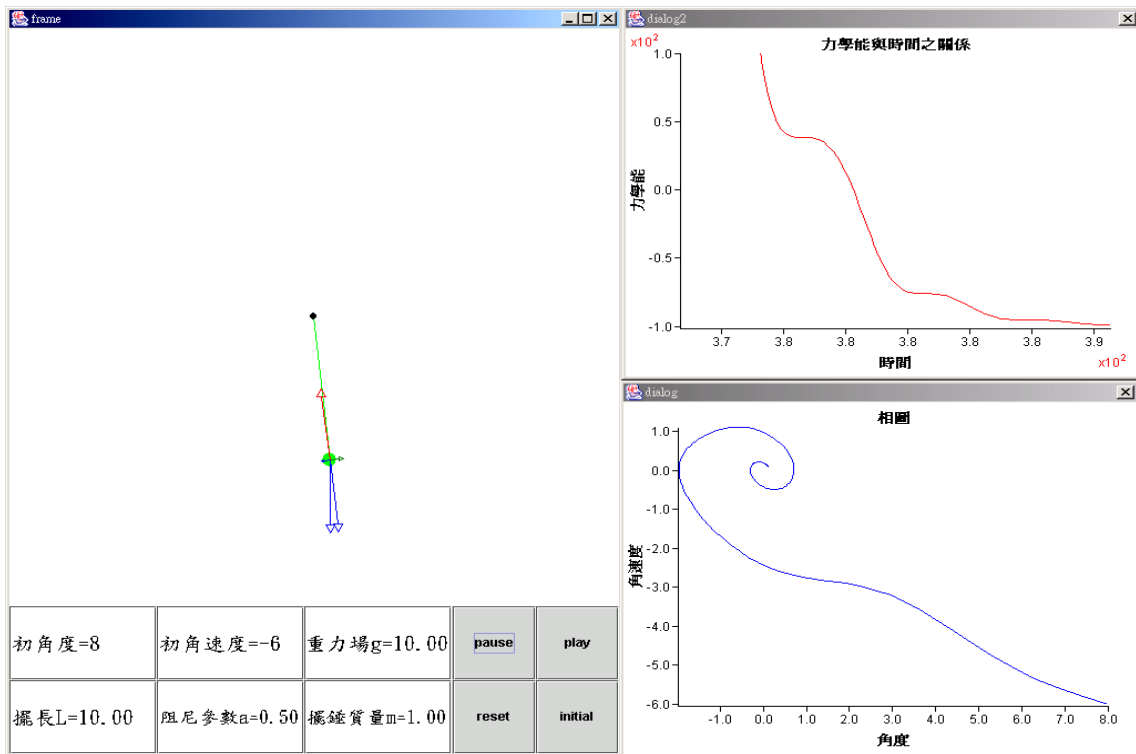 frame
初角度=8
初角速度=-6
重力場g=10.00
pause
play
擺長L=10.00
阻尼參數a=0.50
擺錘質量m=1.00
reset
initial
dialog2
力學能與時間之關係
x10²
1.0
0.5
0.0
-0.5
-1.0
力學能
3.7
3.8
3.8
3.8
3.8
3.9
3.9
時間
x10²
dialog
相圖
1.0
0.0
-1.0
-2.0
-3.0
-4.0
-5.0
-6.0
角速度
-1.0
0.0
1.0
2.0
3.0
4.0
5.0
6.0
7.0
8.0
角度